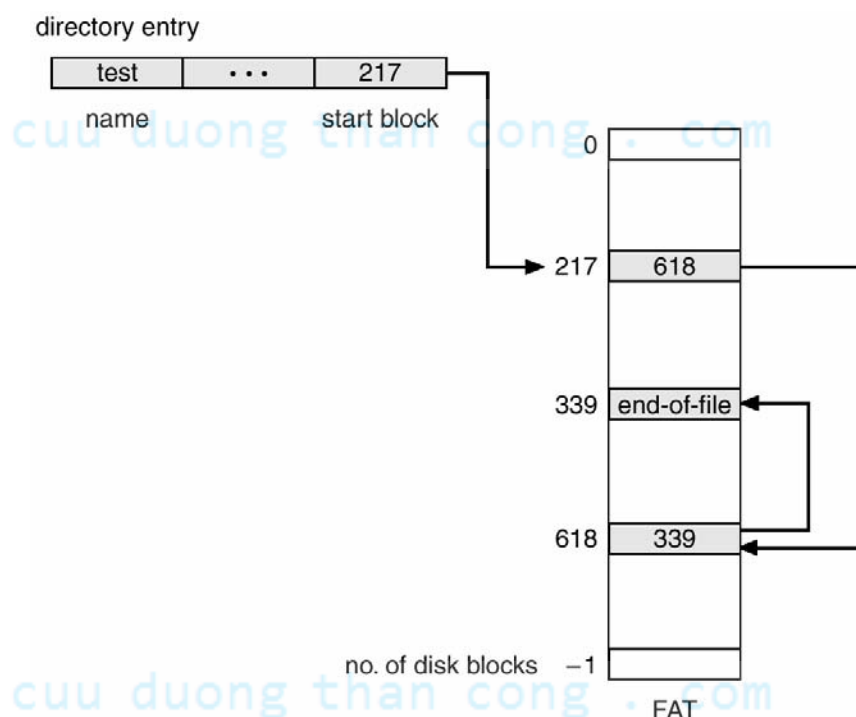 directory entry
test ... 217
name start block
cuu duong than cong . com
0
217 618
339 end-of-file
618 339
no. of disk blocks –1
cuu duong than cong . com
FAT